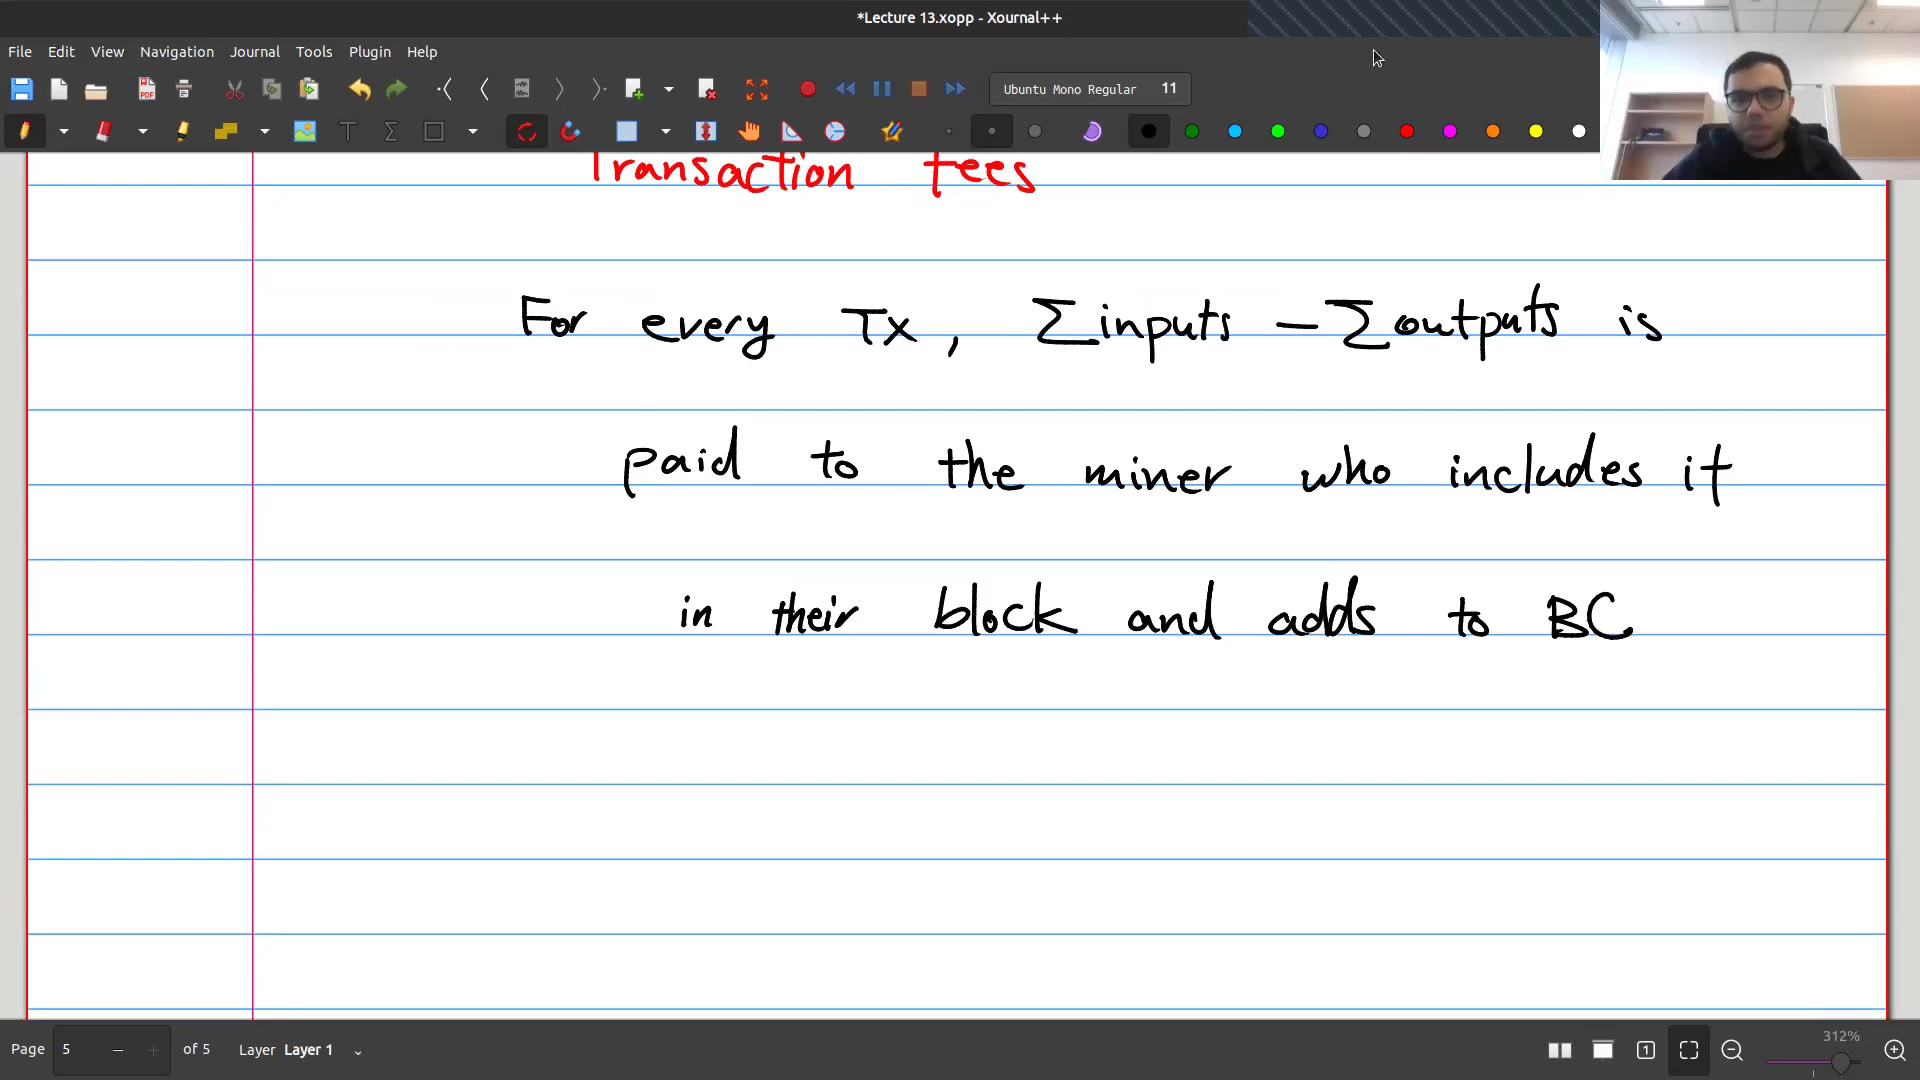 *Lecture 13.xopp - Xournal++
File Edit View Navigation Journal Tools Plugin Help
PDF
Ubuntu Mono Regular 11
Transaction fees
For every Tx, Σinputs – Σoutputs is
paid to the miner who includes it
in their block and adds to BC
Page 5 – + of 5 Layer Layer 1
1
312%